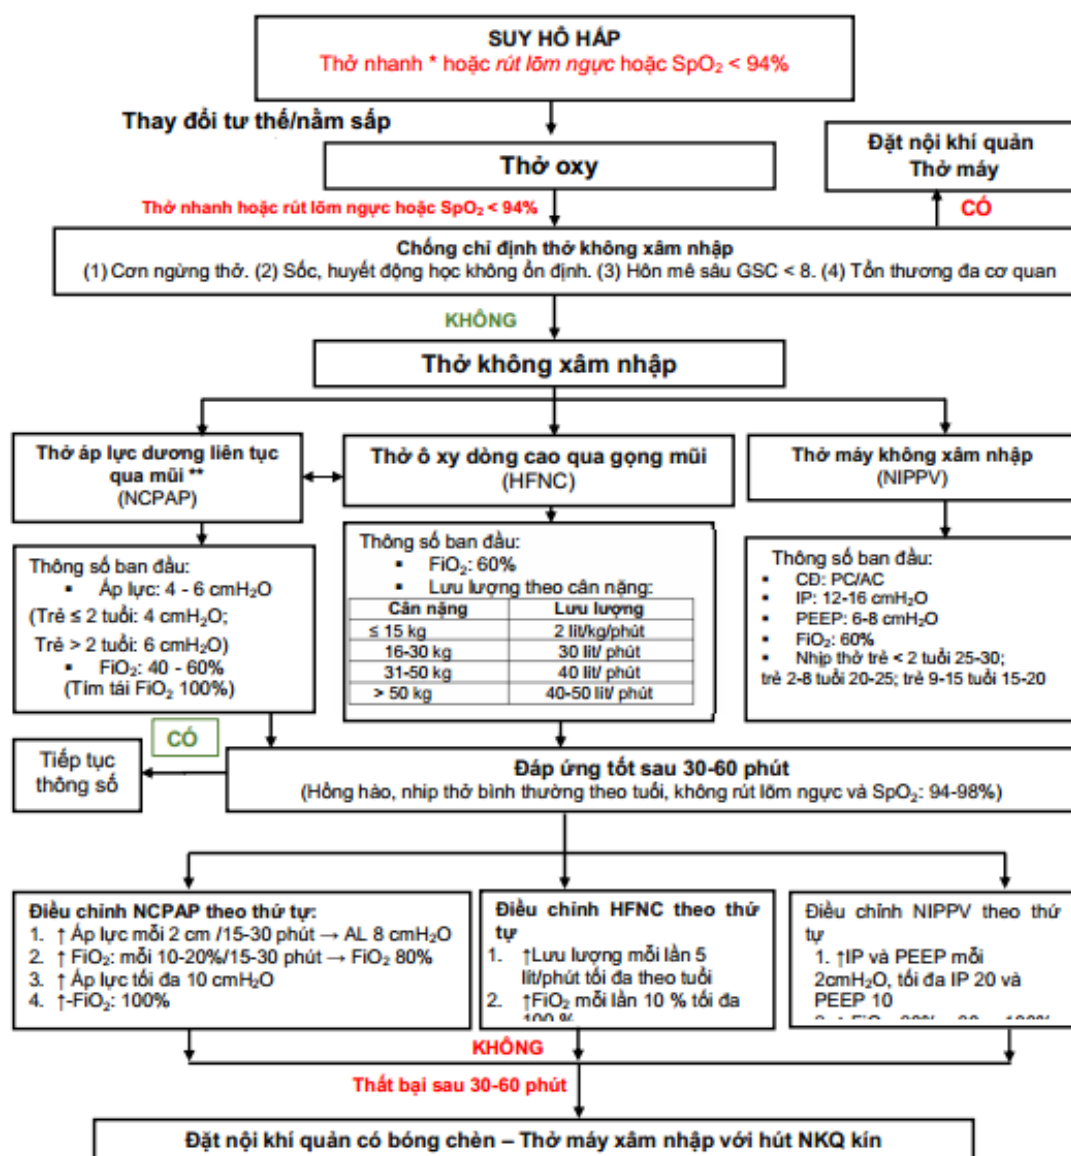 SUY HÔ HẤP
Thở nhanh * hoặc rút lõm ngực hoặc SpO₂ < 94%
Thay đổi tư thế/nằm sấp
Thở oxy
Đặt nội khí quản
Thở máy
Thở nhanh hoặc rút lõm ngực hoặc SpO₂ < 94%
CÓ
Chống chỉ định thở không xâm nhập
(1) Cơn ngừng thở. (2) Sốc, huyết động học không ổn định. (3) Hôn mê sâu GSC < 8. (4) Tổn thương đa cơ quan
KHÔNG
Thở không xâm nhập
Thở áp lực dương liên tục
qua mũi **
(NCPAP)
Thở ô xy dòng cao qua gọng mũi
(HFNC)
Thở máy không xâm nhập
(NIPPV)
Thông số ban đầu:
▪ Áp lực: 4 - 6 cmH₂O
(Trẻ ≤ 2 tuổi: 4 cmH₂O;
Trẻ > 2 tuổi: 6 cmH₂O)
▪ FiO₂: 40 - 60%
(Tím tái FiO₂ 100%)
Thông số ban đầu:
▪ FiO₂: 60%
▪ Lưu lượng theo cân nặng:
Cân nặng Lưu lượng
≤ 15 kg 2 lít/kg/phút
16-30 kg 30 lít/ phút
31-50 kg 40 lít/ phút
> 50 kg 40-50 lít/ phút
Thông số ban đầu:
▪ CĐ: PC/AC
▪ IP: 12-16 cmH₂O
▪ PEEP: 6-8 cmH₂O
▪ FiO₂: 60%
▪ Nhịp thở trẻ < 2 tuổi 25-30;
trẻ 2-8 tuổi 20-25; trẻ 9-15 tuổi 15-20
CÓ
Tiếp tục
thông số
Đáp ứng tốt sau 30-60 phút
(Hồng hào, nhịp thở bình thường theo tuổi, không rút lõm ngực và SpO₂: 94-98%)
Điều chỉnh NCPAP theo thứ tự:
1. ↑ Áp lực mỗi 2 cm /15-30 phút → AL 8 cmH₂O
2. ↑ FiO₂: mỗi 10-20%/15-30 phút → FiO₂ 80%
3. ↑ Áp lực tối đa 10 cmH₂O
4. ↑-FiO₂: 100%
Điều chỉnh HFNC theo thứ
tự
1. ↑Lưu lượng mỗi lần 5
lít/phút tối đa theo tuổi
2. ↑FiO₂ mỗi lần 10 % tối đa
100 %
Điều chỉnh NIPPV theo thứ
tự
1. ↑IP và PEEP mỗi
2cmH₂O, tối đa IP 20 và
PEEP 10
KHÔNG
Thất bại sau 30-60 phút
Đặt nội khí quản có bóng chèn – Thở máy xâm nhập với hút NKQ kín